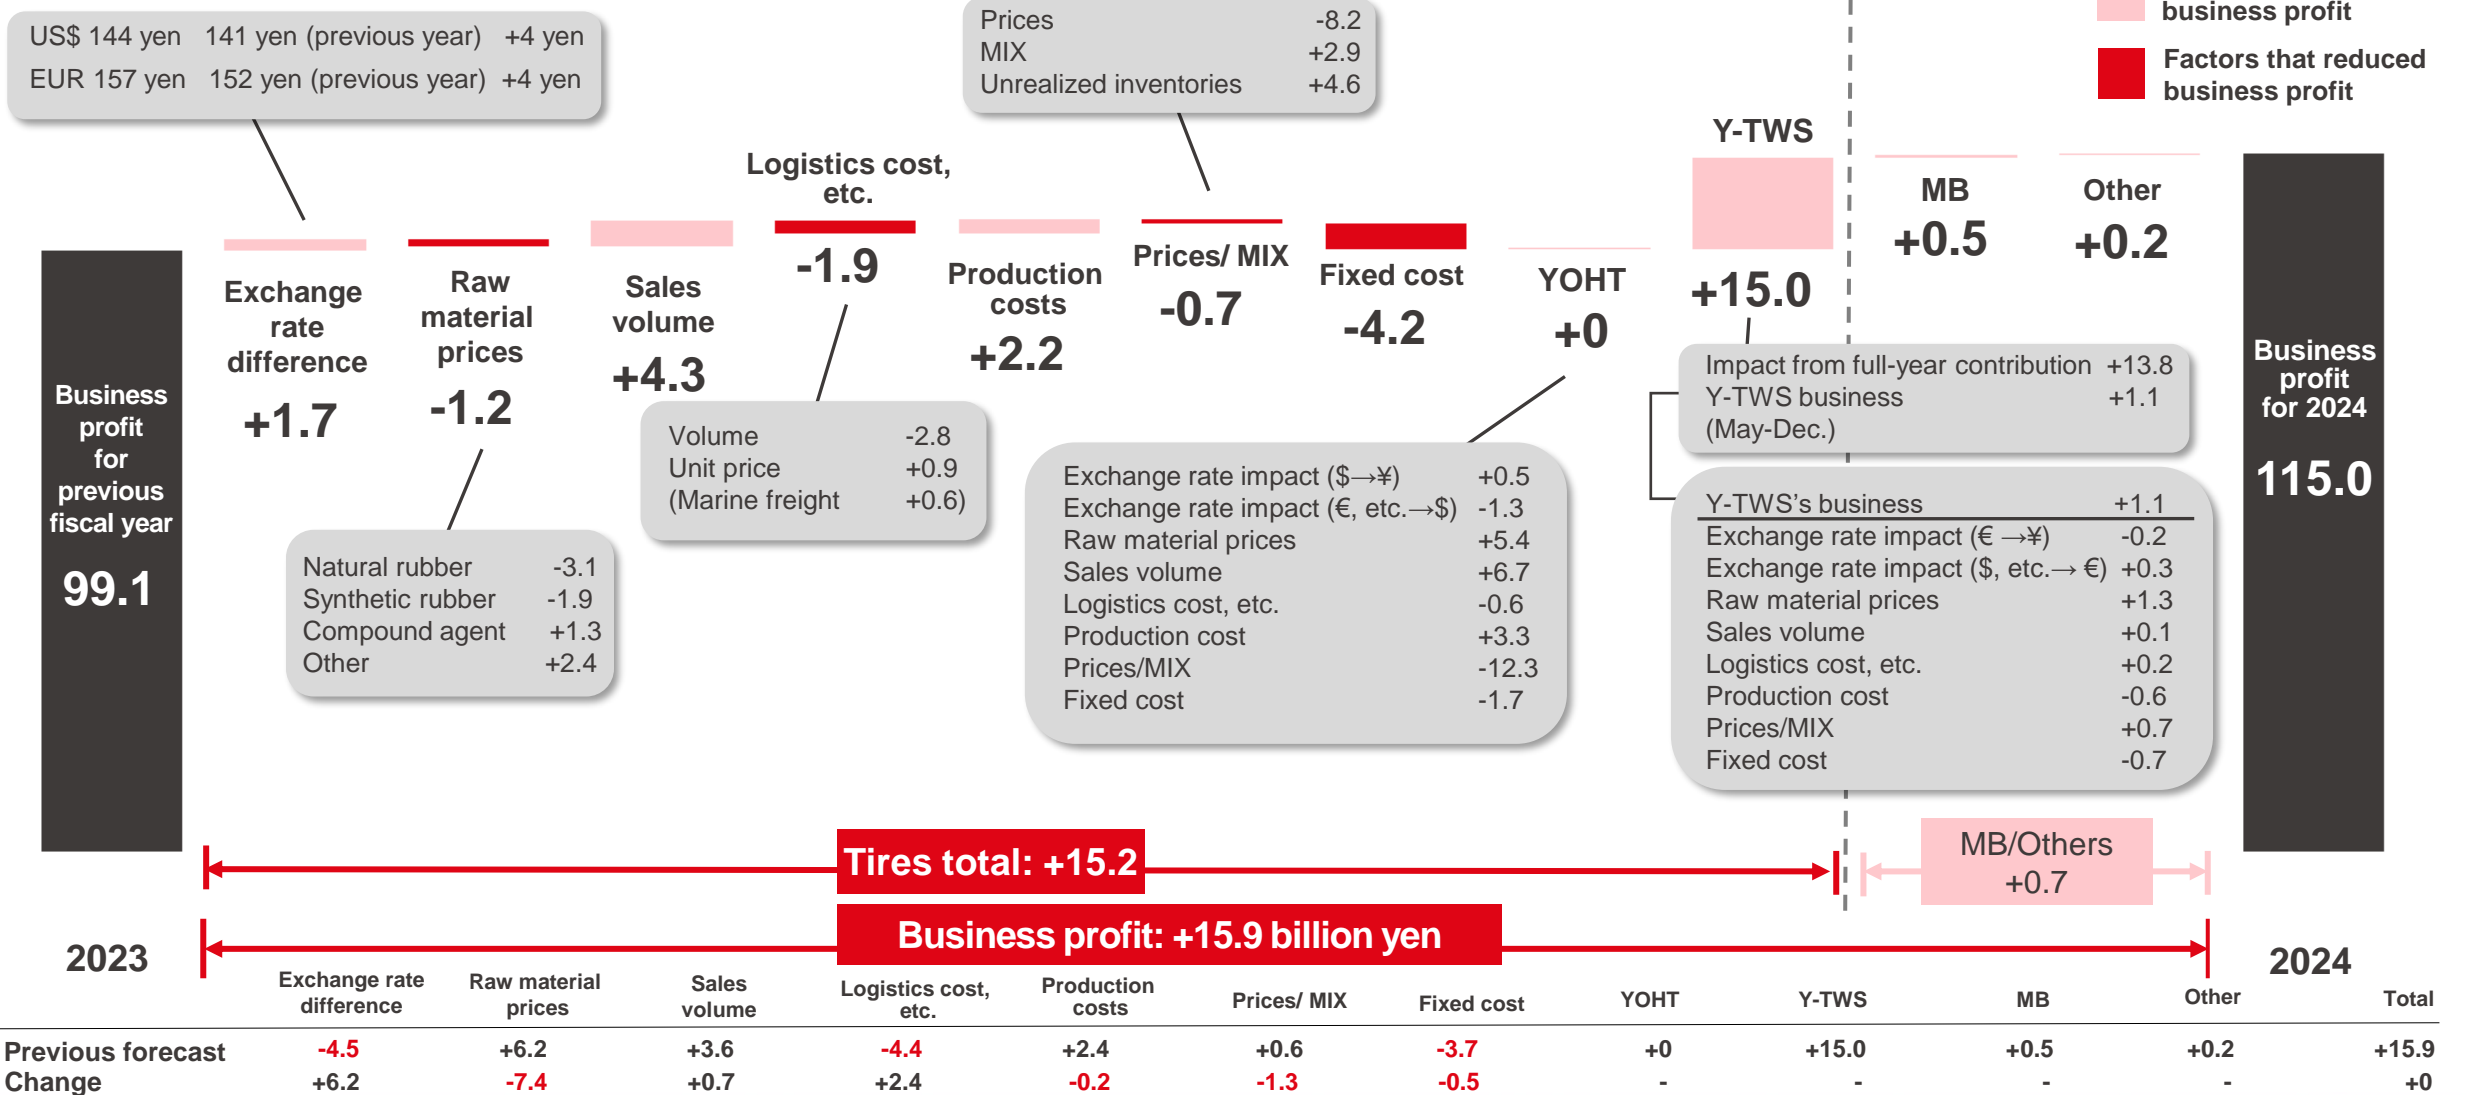 US$ 144 yen 141 yen (previous year) +4 yen
EUR 157 yen 152 yen (previous year) +4 yen
Prices -8.2
MIX +2.9
Unrealized inventories +4.6
business profit
Factors that reduced
business profit
Y-TWS
+15.0
Logistics cost,
etc.
-1.9
MB
+0.5
Other
+0.2
Exchange
rate
difference
+1.7
Raw
material
prices
-1.2
Sales
volume
+4.3
Production
costs
+2.2
Prices/ MIX
-0.7
Fixed cost
-4.2
YOHT
+0
Business
profit
for
previous
fiscal year
99.1
Business
profit
for 2024
115.0
Impact from full-year contribution +13.8
Y-TWS business +1.1
(May-Dec.)
Volume -2.8
Unit price +0.9
(Marine freight +0.6)
Natural rubber -3.1
Synthetic rubber -1.9
Compound agent +1.3
Other +2.4
Exchange rate impact ($→¥) +0.5
Exchange rate impact (€, etc.→$) -1.3
Raw material prices +5.4
Sales volume +6.7
Logistics cost, etc. -0.6
Production cost +3.3
Prices/MIX -12.3
Fixed cost -1.7
Y-TWS’s business +1.1
Exchange rate impact (€ →¥) -0.2
Exchange rate impact ($, etc.→ €) +0.3
Raw material prices +1.3
Sales volume +0.1
Logistics cost, etc. +0.2
Production cost -0.6
Prices/MIX +0.7
Fixed cost -0.7
Tires total: +15.2
MB/Others
+0.7
Business profit: +15.9 billion yen
2023
2024
Exchange rate
difference
Raw material
prices
Sales
volume
Logistics cost,
etc.
Production
costs
Prices/ MIX
Fixed cost
YOHT
Y-TWS
MB
Other
Total
Previous forecast -4.5 +6.2 +3.6 -4.4 +2.4 +0.6 -3.7 +0 +15.0 +0.5 +0.2 +15.9
Change +6.2 -7.4 +0.7 +2.4 -0.2 -1.3 -0.5 - - - - +0